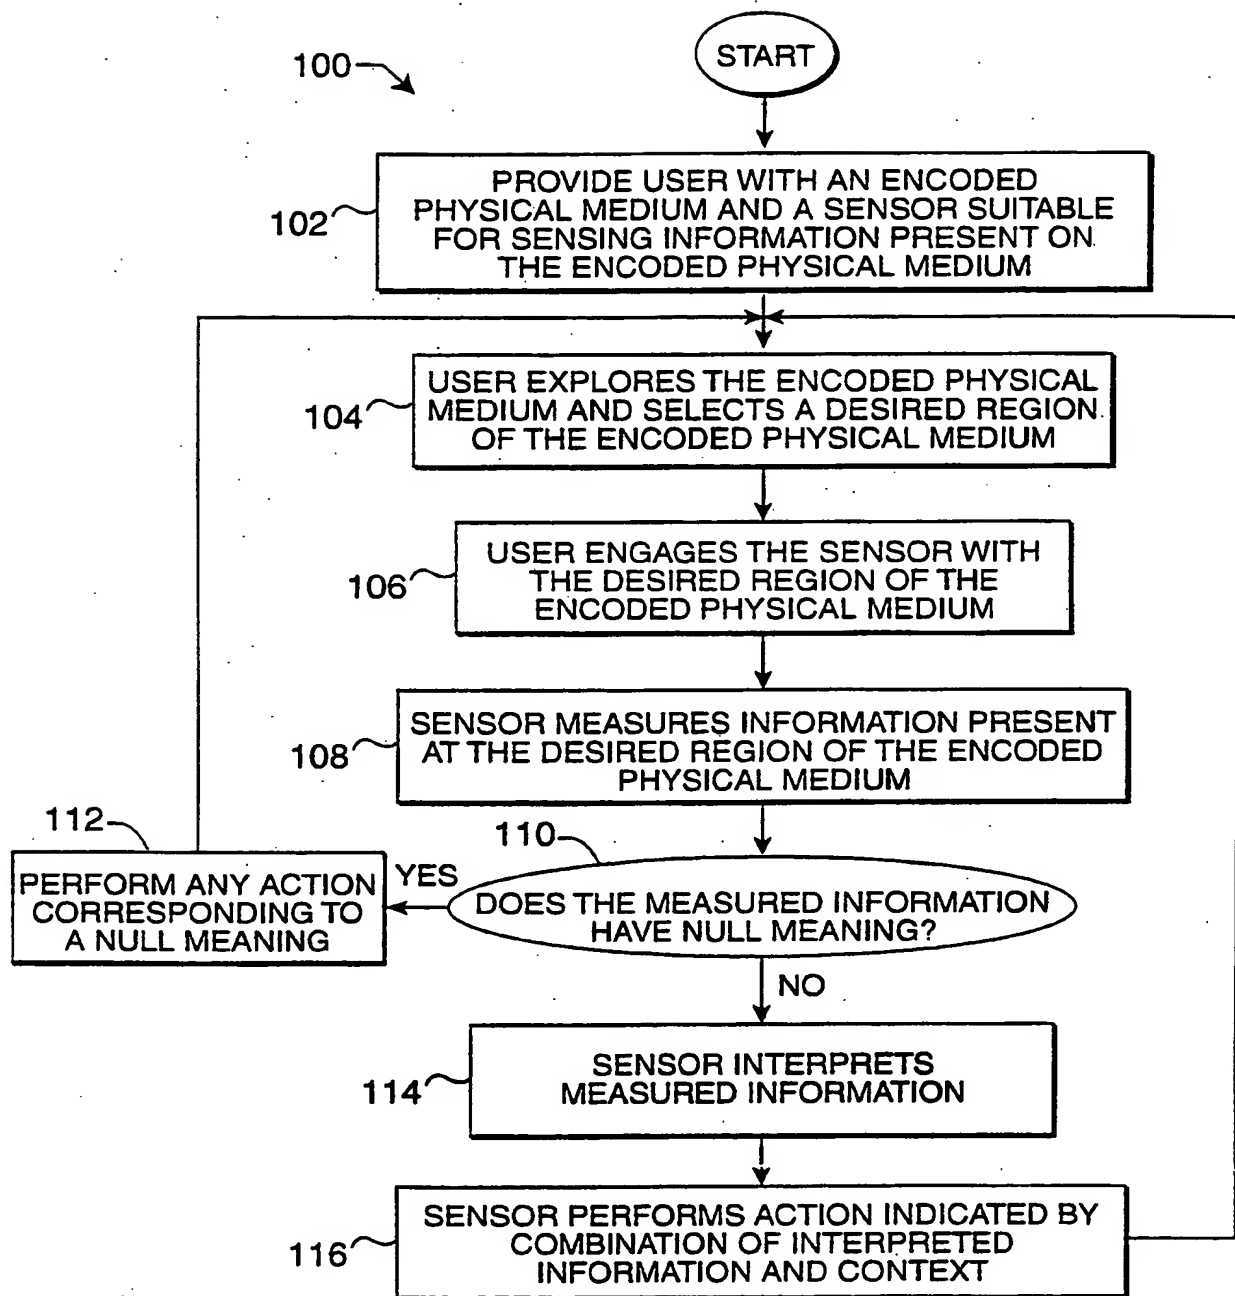 START
100
PROVIDE USER WITH AN ENCODED
PHYSICAL MEDIUM AND A SENSOR SUITABLE
FOR SENSING INFORMATION PRESENT ON
THE ENCODED PHYSICAL MEDIUM
102
USER EXPLORES THE ENCODED PHYSICAL
MEDIUM AND SELECTS A DESIRED REGION
OF THE ENCODED PHYSICAL MEDIUM
104
USER ENGAGES THE SENSOR WITH
THE DESIRED REGION OF THE
ENCODED PHYSICAL MEDIUM
106
SENSOR MEASURES INFORMATION PRESENT
AT THE DESIRED REGION OF THE ENCODED
PHYSICAL MEDIUM
108
110
DOES THE MEASURED INFORMATION
HAVE NULL MEANING?
YES
112
PERFORM ANY ACTION
CORRESPONDING TO
A NULL MEANING
NO
SENSOR INTERPRETS
MEASURED INFORMATION
114
SENSOR PERFORMS ACTION INDICATED BY
COMBINATION OF INTERPRETED
INFORMATION AND CONTEXT
116